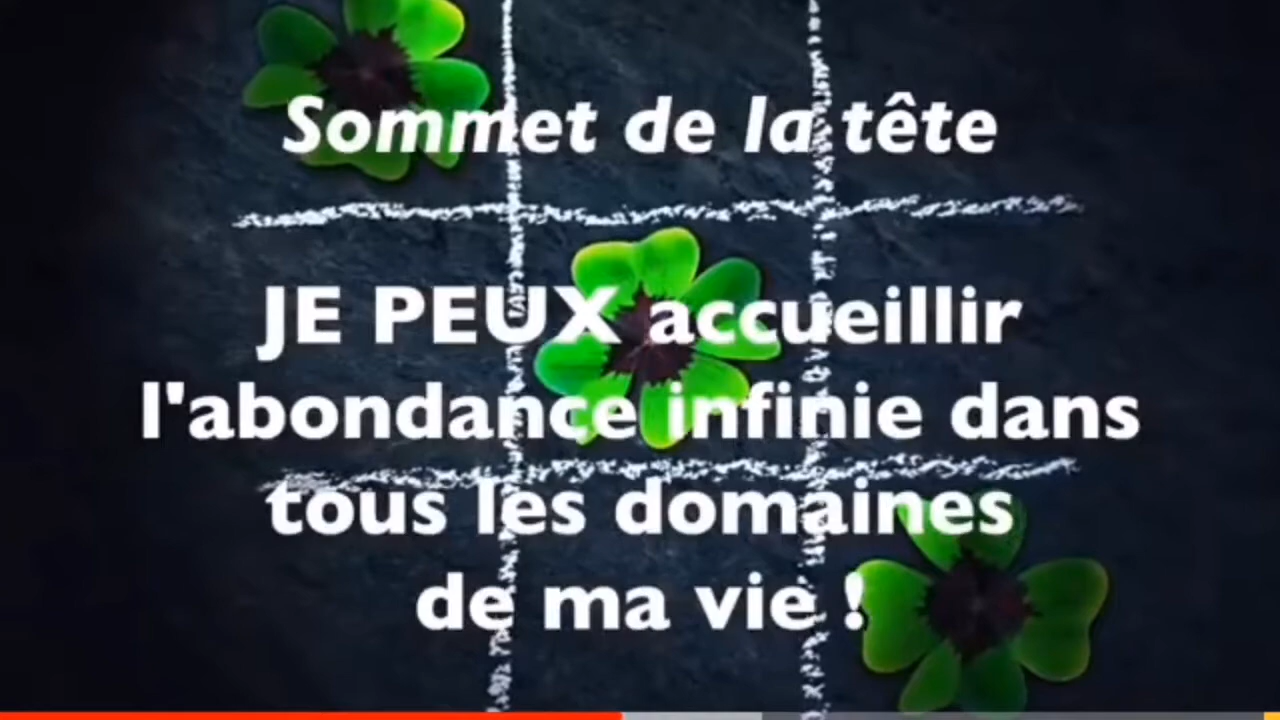 Sommet de la tête
JE PEUX accueillir
l'abondance infinie dans
tous les domaines
de ma vie !